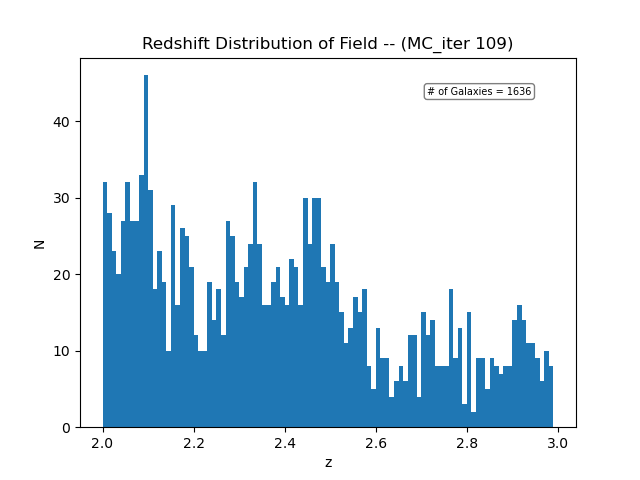 Redshift Distribution of Field -- (MC_iter 109)
# of Galaxies = 1636
40
30
20
10
0
N
2.0 2.2 2.4 2.6 2.8 3.0
z